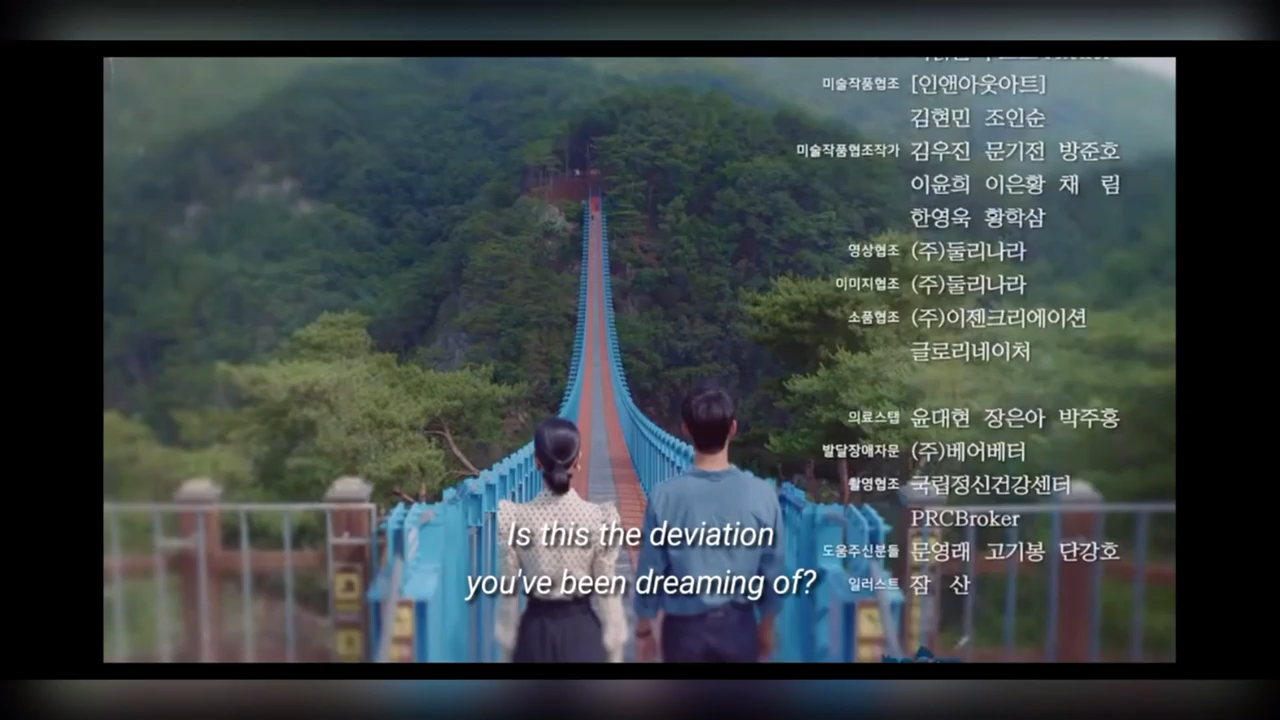 미술작품협조 [인앤아웃아트]
김현민 조인순
미술작품협조작가 김우진 문기전 방준호
이윤희 이은황 채 림
한영욱 황학삼
영상협조 (주)둘리나라
이미지협조 (주)둘리나라
소품협조 (주)이젠크리에이션
글로리네이처
의료스탭 윤대현 장은아 박주홍
발달장애자문 (주)베어베터
촬영협조 국립정신건강센터
PRCBroker
도움주신분들 문영래 고기봉 단강호
일러스트 잠 산
Is this the deviation
you've been dreaming of?